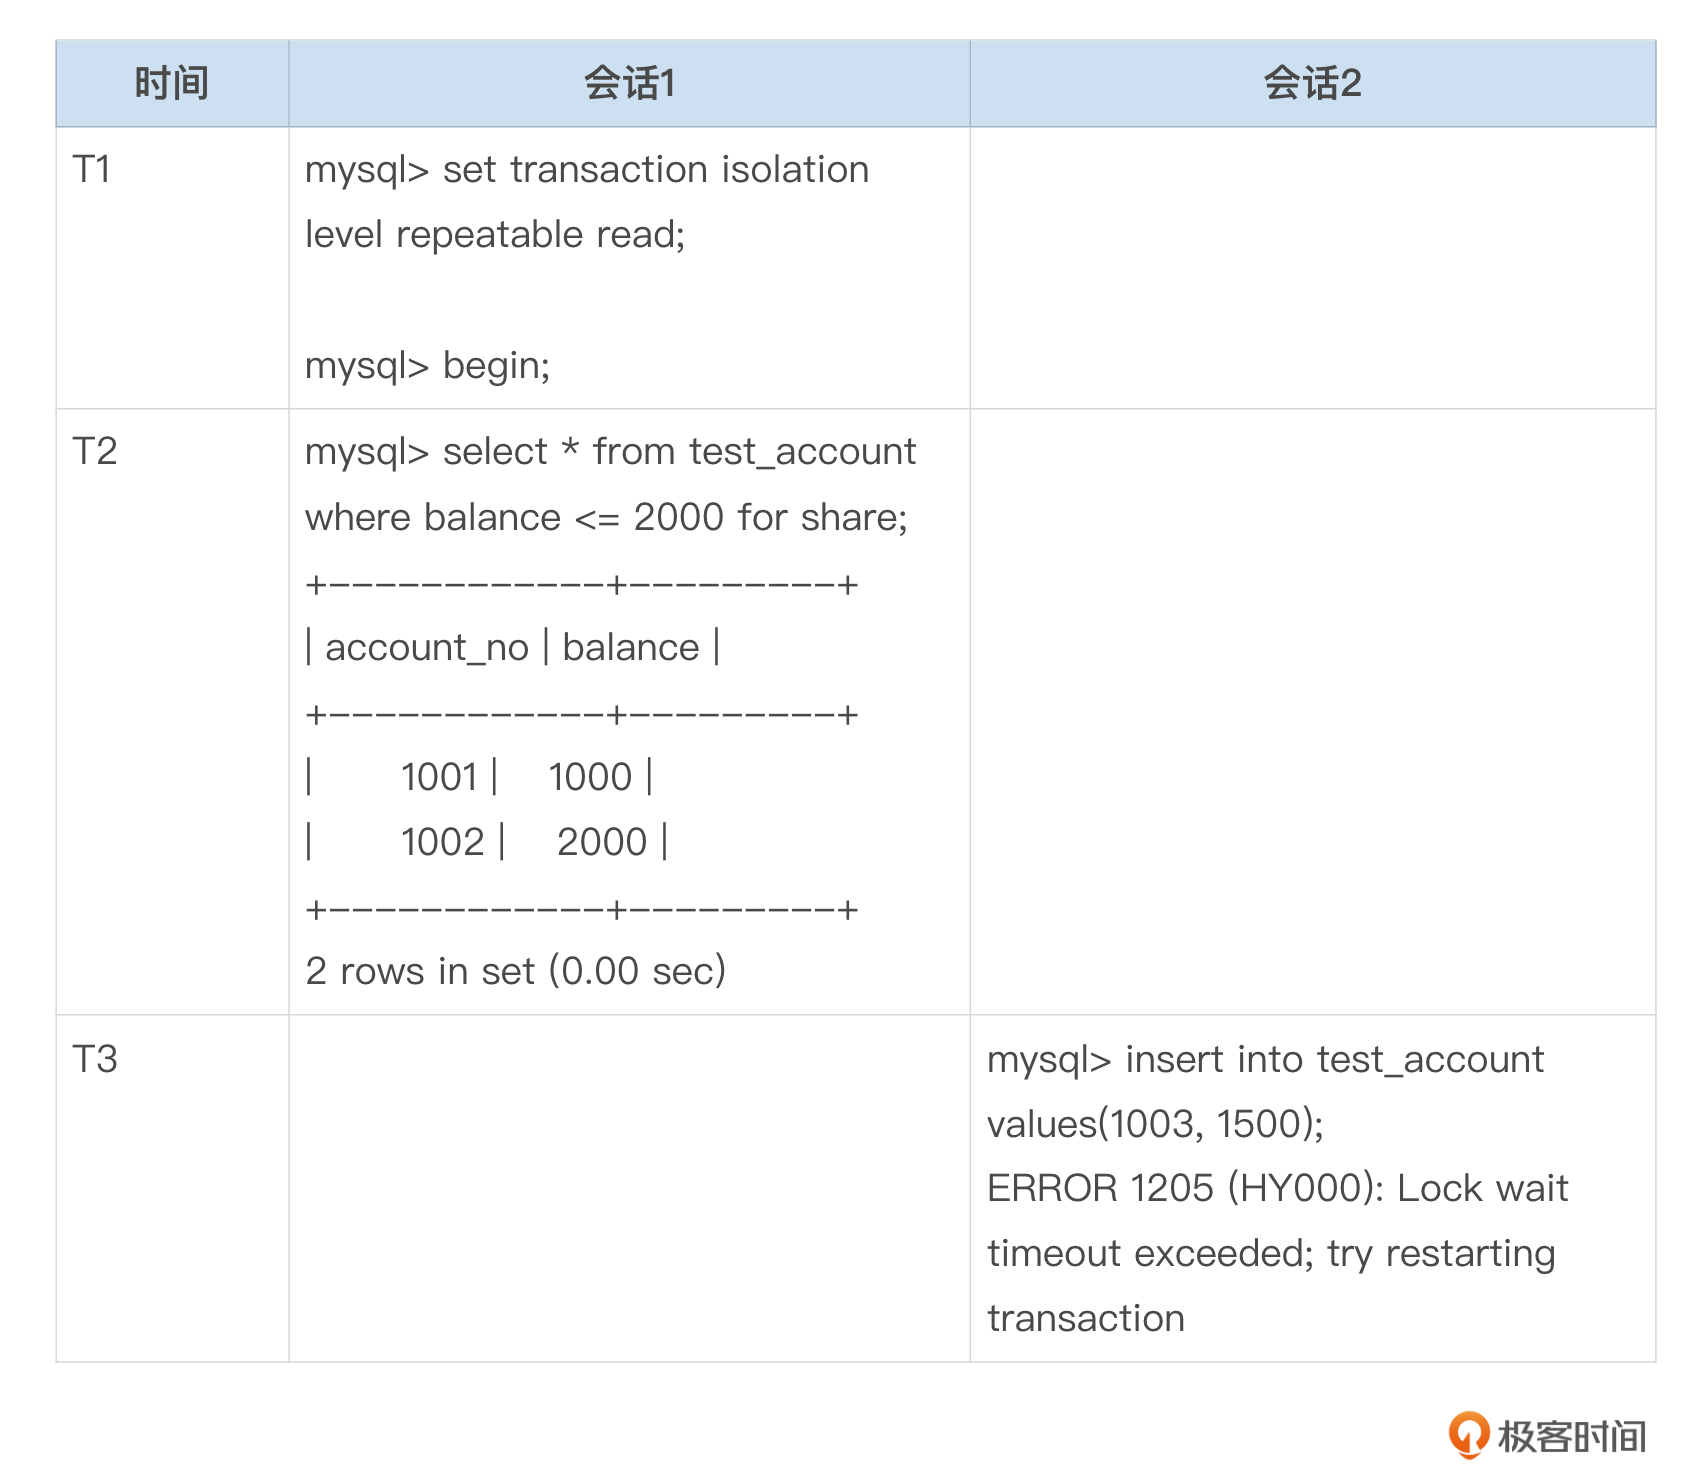 时间 会话1 会话2
T1
mysql> set transaction isolation
level repeatable read;
mysql> begin;
T2
mysql> select * from test_account
where balance <= 2000 for share;
+------------+---------+
| account_no | balance |
+------------+---------+
|       1001 |    1000 |
|       1002 |    2000 |
+------------+---------+
2 rows in set (0.00 sec)
T3
mysql> insert into test_account
values(1003, 1500);
ERROR 1205 (HY000): Lock wait
timeout exceeded; try restarting
transaction
极客时间